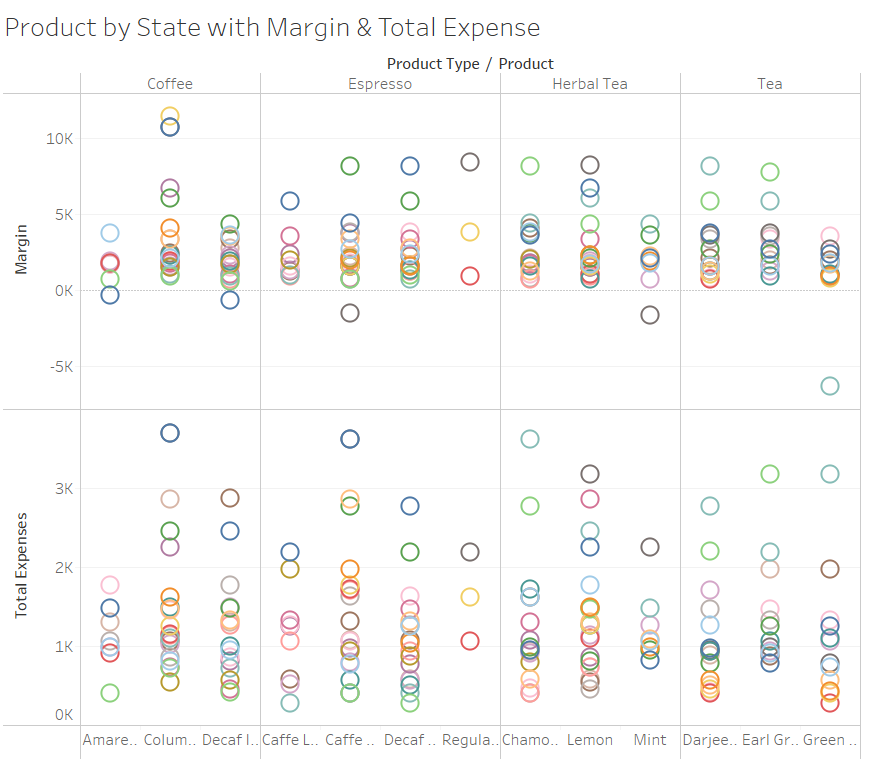 Product by State with Margin & Total Expense
Product Type / Product
Coffee Espresso Herbal Tea Tea
Margin
10K
5K
0K
-5K
Total Expenses
3K
2K
1K
0K
Amare.. Colum.. Decaf I.. Caffe L.. Caffe .. Decaf .. Regula.. Chamo.. Lemon Mint Darjee.. Earl Gr.. Green ..